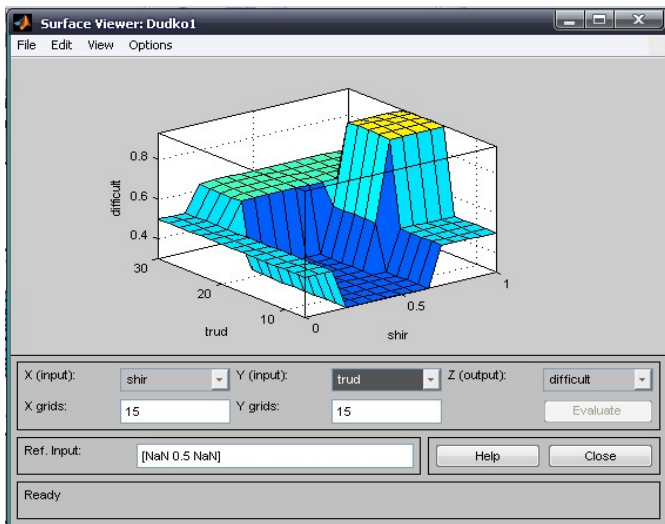 Surface Viewer: Dudko1
File Edit View Options
0.8
0.6
0.4
difficult
30
20
10
trud
0
0.5
1
shir
X (input): shir Y (input): trud Z (output): difficult
X grids: 15 Y grids: 15 Evaluate
Ref. Input: [NaN 0.5 NaN] Help Close
Ready